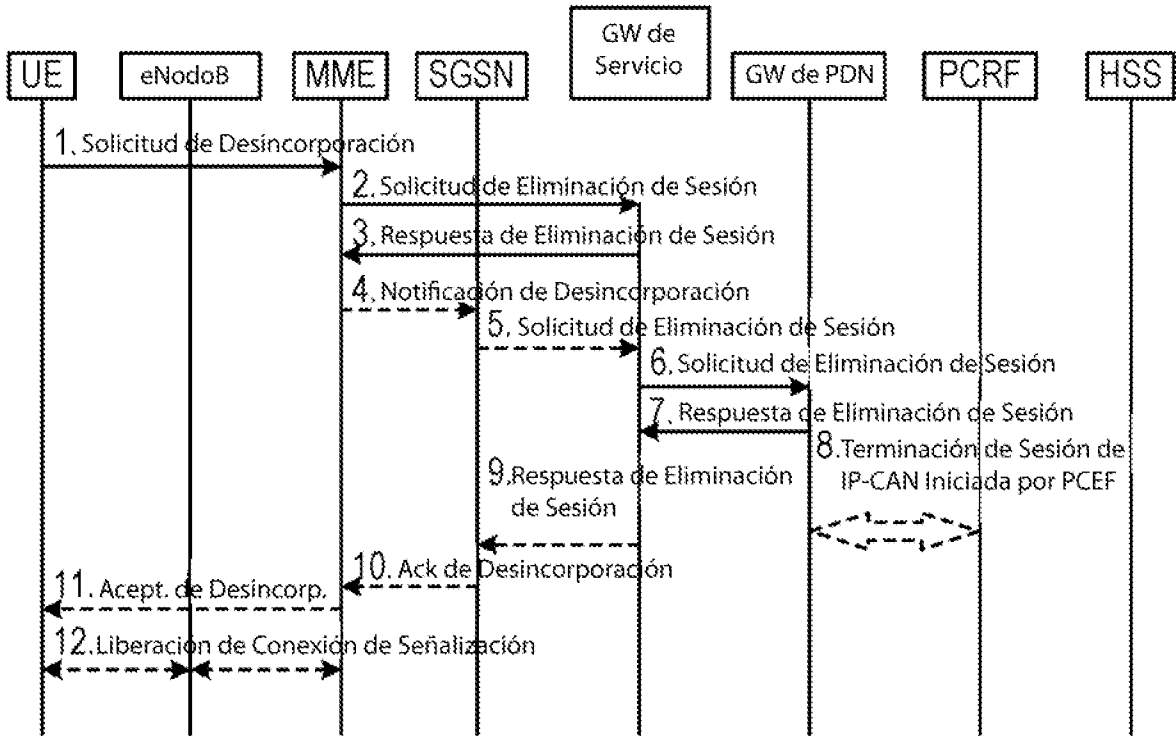 UE
eNodoB
MME
SGSN
GW de
Servicio
GW de PDN
PCRF
HSS
1. Solicitud de Desincorporación
2. Solicitud de Eliminación de Sesión
3. Respuesta de Eliminación de Sesión
4. Notificación de Desincorporación
5. Solicitud de Eliminación de Sesión
6. Solicitud de Eliminación de Sesión
7. Respuesta de Eliminación de Sesión
8. Terminación de Sesión de
IP-CAN Iniciada por PCEF
9. Respuesta de Eliminación
de Sesión
10. Ack de Desincorporación
11. Acept. de Desincorp.
12. Liberación de Conexión de Señalización